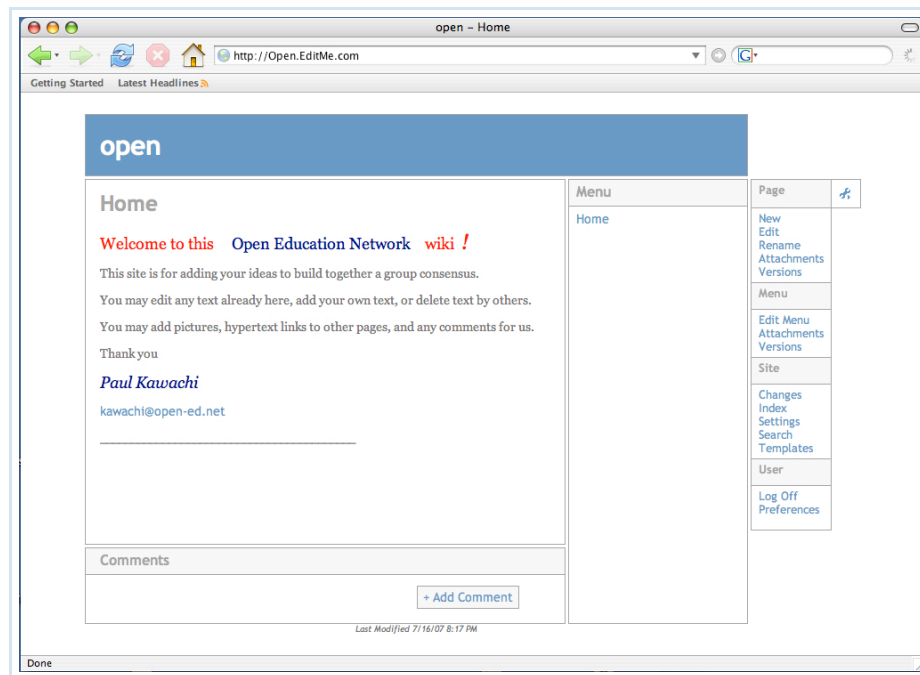 open – Home
http://Open.EditMe.com
G
Getting Started Latest Headlines
open
Home
Welcome to this Open Education Network wiki !
This site is for adding your ideas to build together a group consensus.
You may edit any text already here, add your own text, or delete text by others.
You may add pictures, hypertext links to other pages, and any comments for us.
Thank you
Paul Kawachi
kawachi@open-ed.net
Comments
+ Add Comment
Last Modified 7/16/07 8:17 PM
Menu
Home
Page
New
Edit
Rename
Attachments
Versions
Menu
Edit Menu
Attachments
Versions
Site
Changes
Index
Settings
Search
Templates
User
Log Off
Preferences
Done